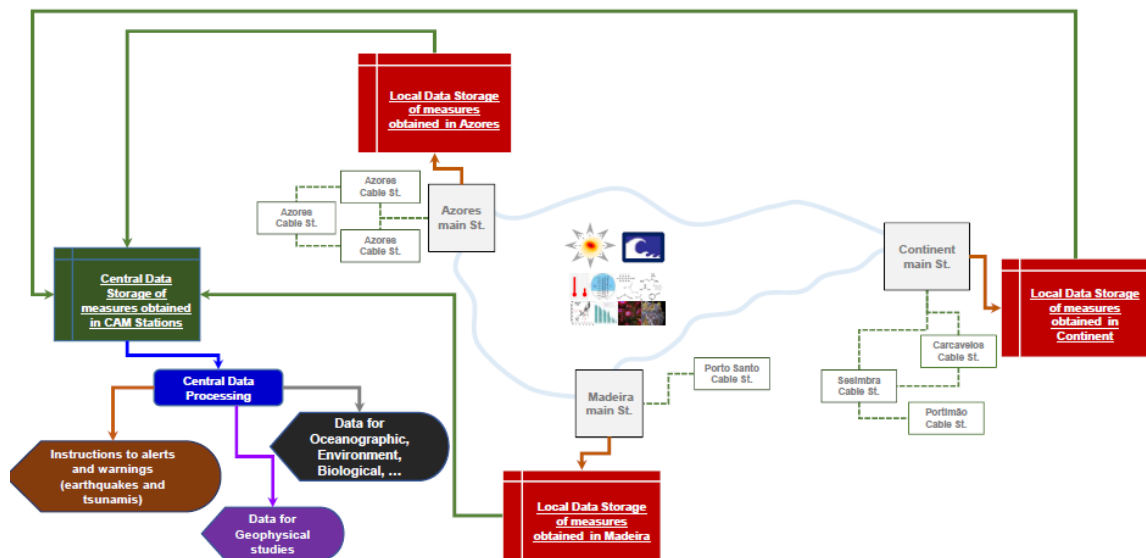 Local Data Storage
of measures
obtained in Azores
Azores
Cable St.
Azores
Cable St.
Azores
Cable St.
Azores
main St.
Continent
main St.
Central Data
Storage of
measures obtained
in CAM Stations
Local Data Storage
of measures
obtained in
Continent
Carcavelos
Cable St.
Sesimbra
Cable St.
Portimão
Cable St.
Porto Santo
Cable St.
Madeira
main St.
Central Data
Processing
Data for
Oceanographic,
Environment,
Biological, ...
Instructions to alerts
and warnings
(earthquakes and
tsunamis)
Data for
Geophysical
studies
Local Data Storage
of measures
obtained in Madeira